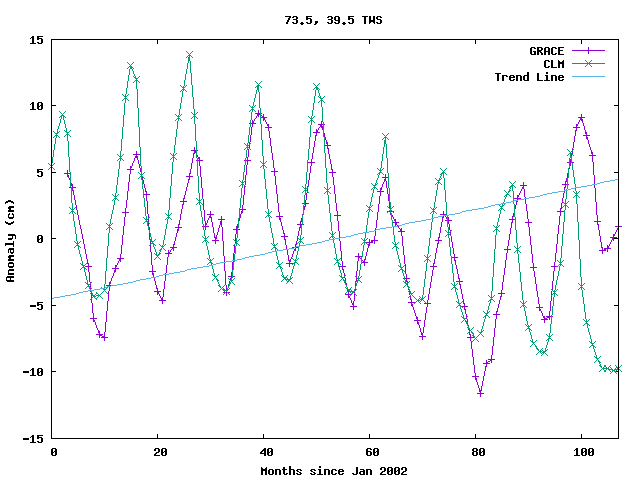 73.5, 39.5 TWS
GRACE
CLM
Trend Line
15
10
5
0
-5
-10
-15
Anomaly (cm)
0 20 40 60 80 100
Months since Jan 2002